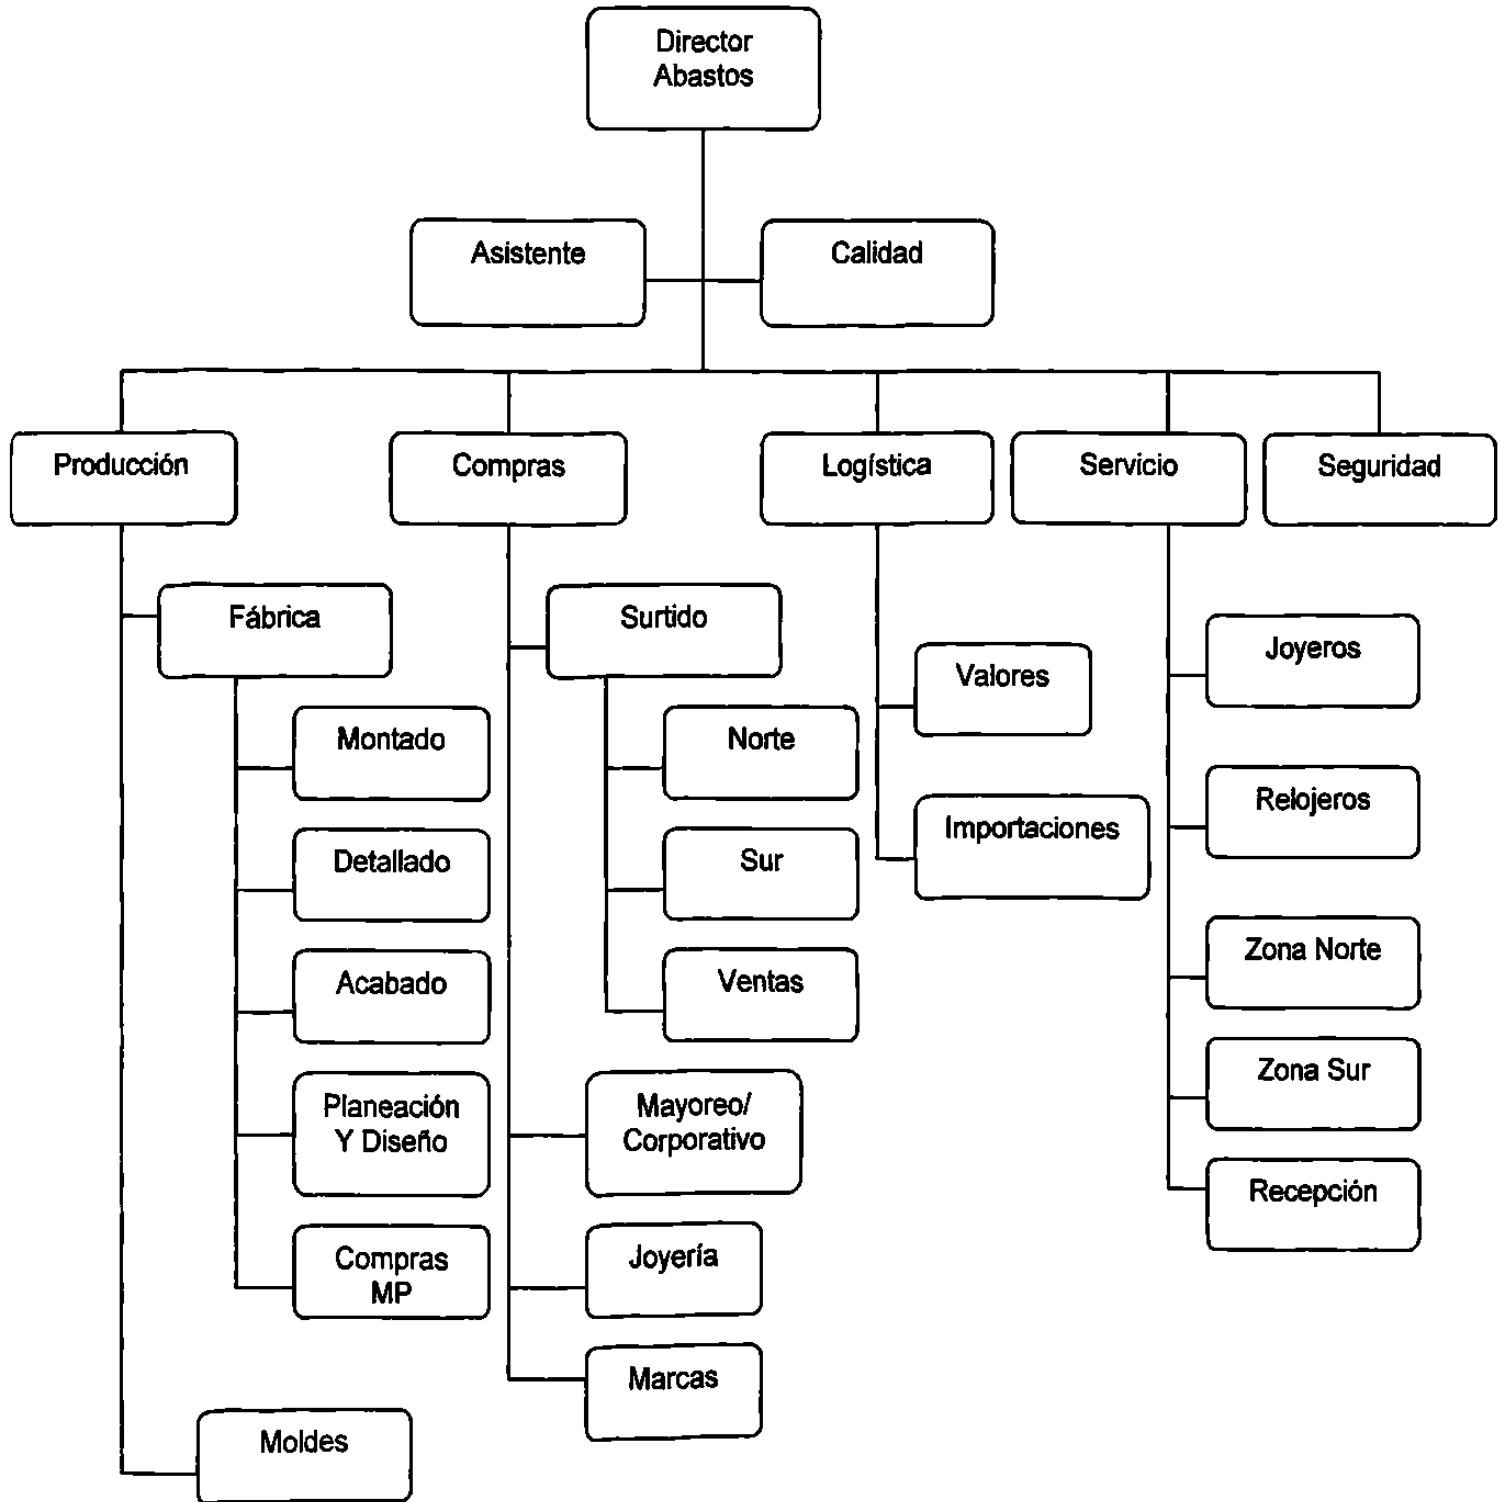 Director
Abastos
Asistente
Calidad
Producción
Compras
Logística
Servicio
Seguridad
Fábrica
Montado
Detallado
Acabado
Planeación
Y Diseño
Compras
MP
Moldes
Surtido
Norte
Sur
Ventas
Mayoreo/
Corporativo
Joyería
Marcas
Valores
Importaciones
Joyeros
Relojeros
Zona Norte
Zona Sur
Recepción